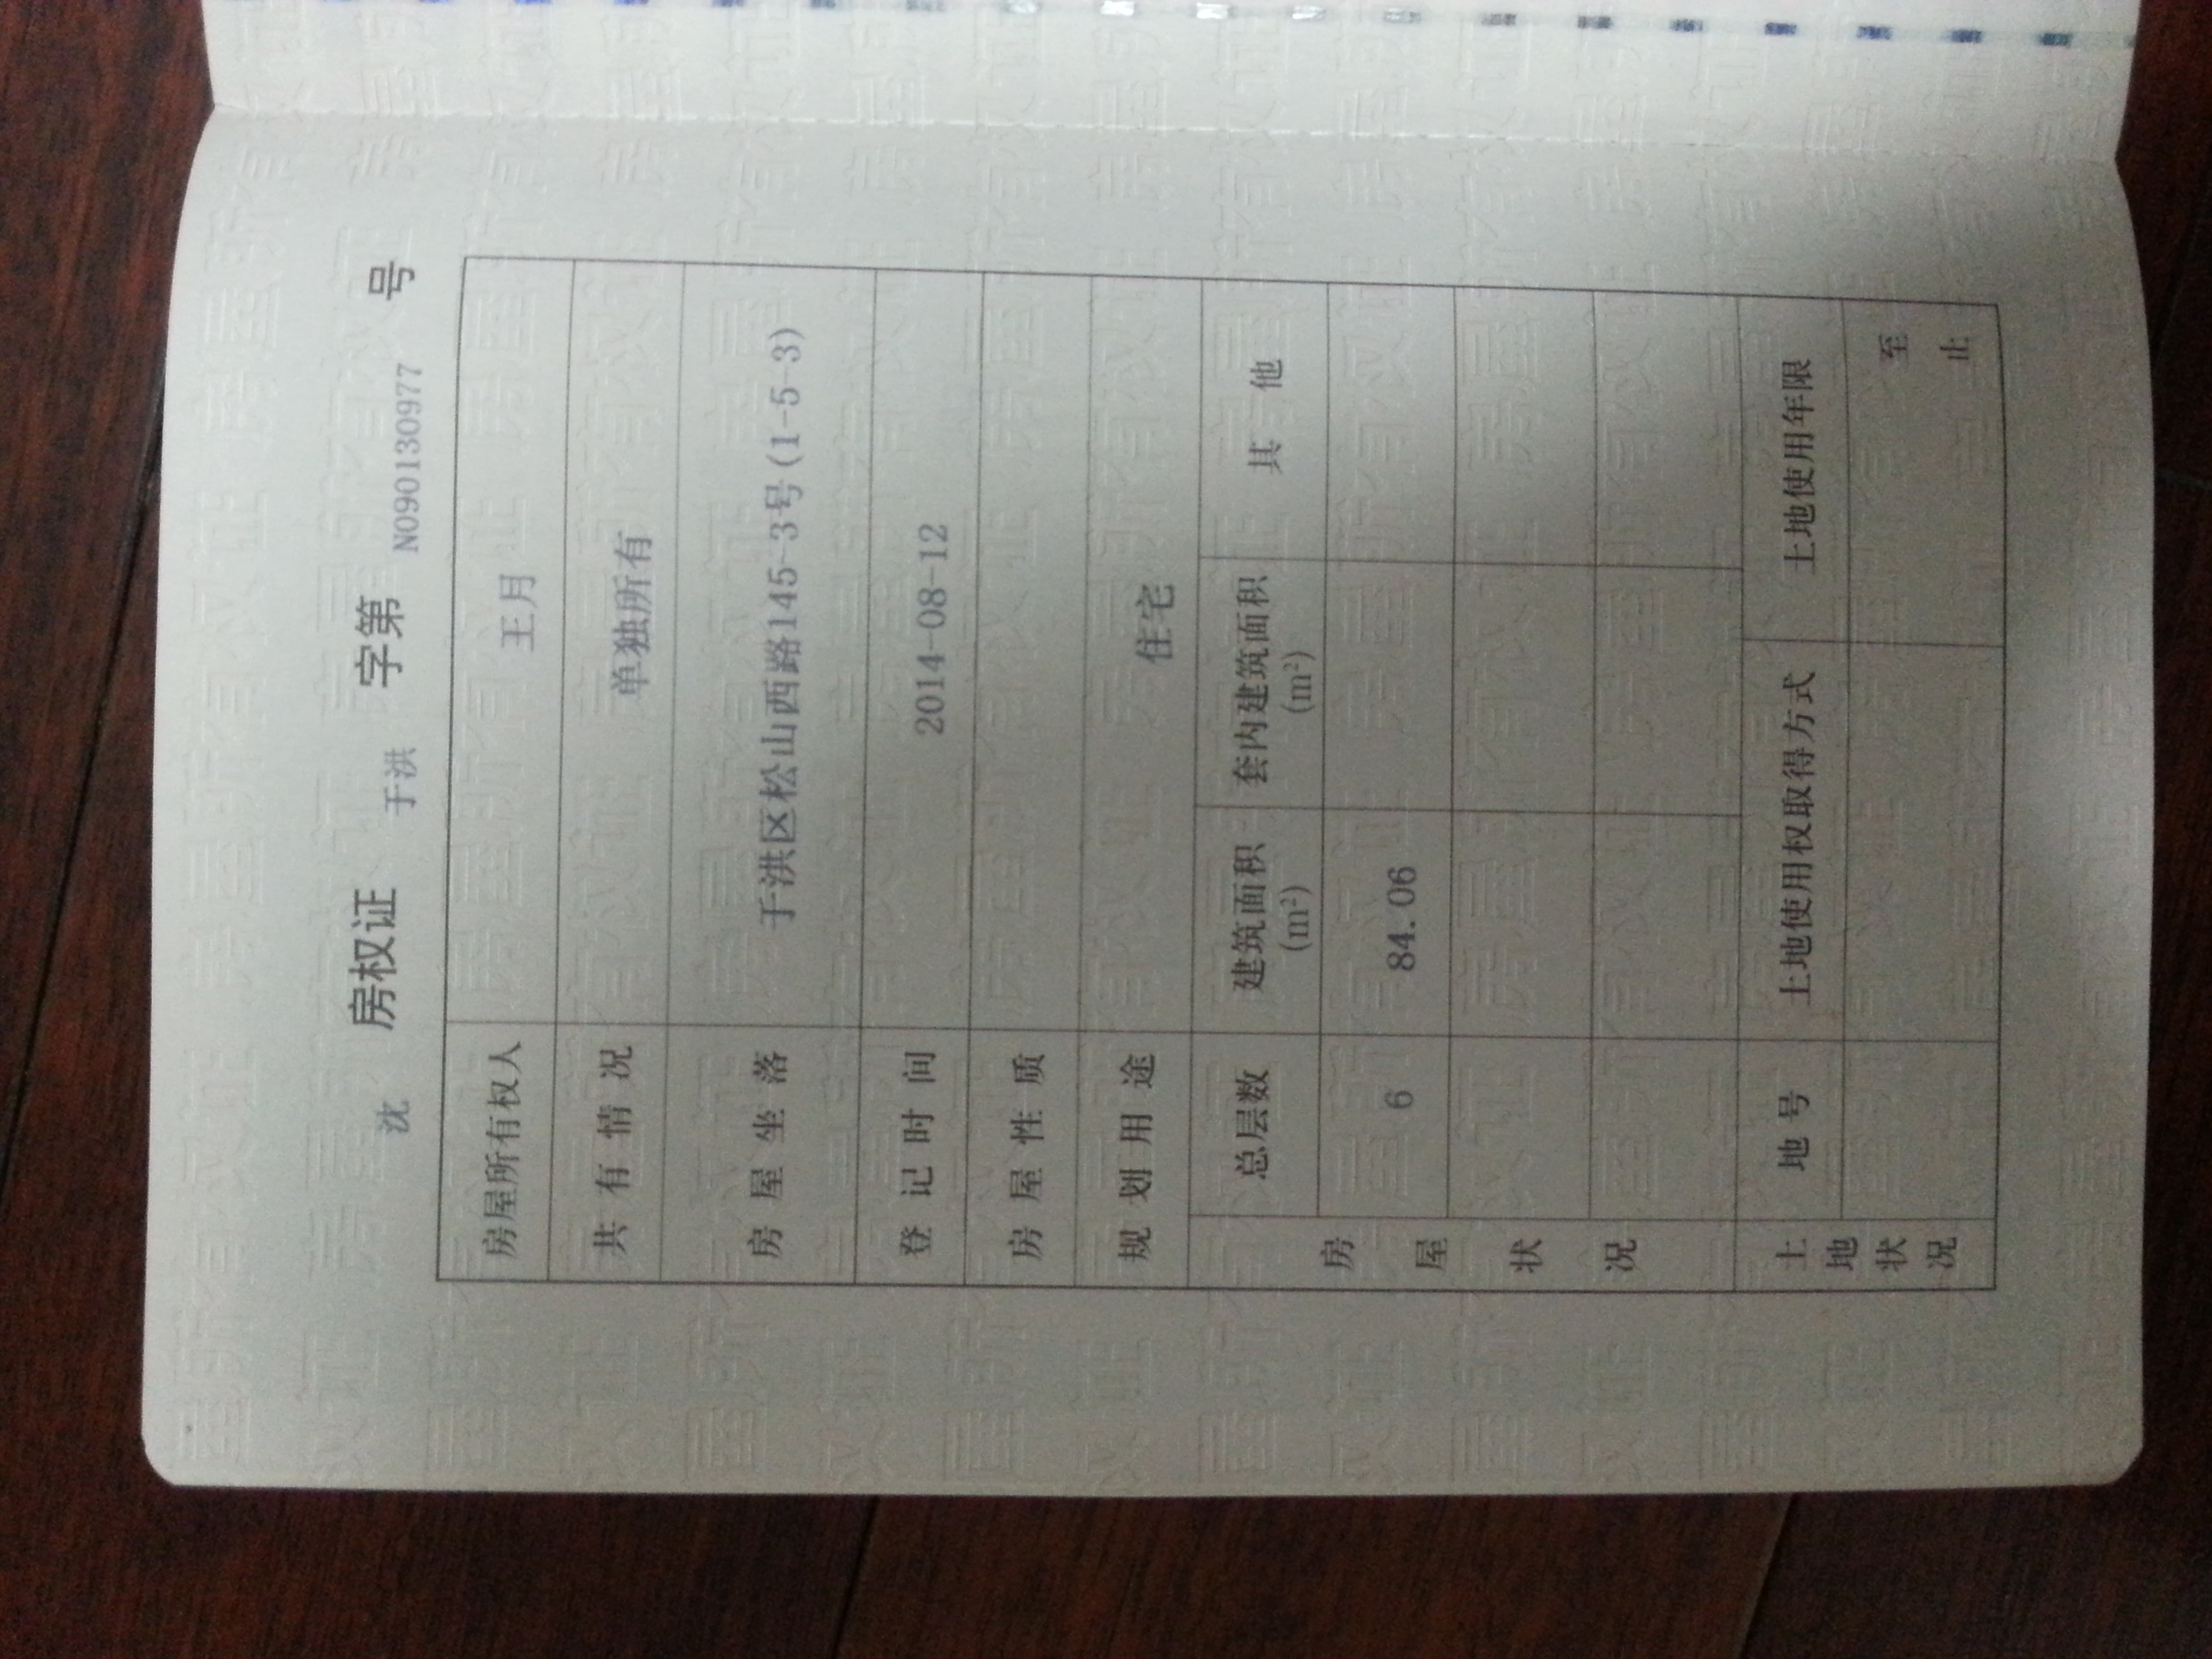 沈 房权证 于洪 字第 N090130977 号
房屋所有权人 王月
共有情况 单独所有
房屋坐落 于洪区松山西路145-3号(1-5-3)
登记时间 2014-08-12
房屋性质
规划用途 住宅
房屋状况 总层数 建筑面积(m²) 套内建筑面积(m²) 其他
6 84.06
土地状况 地号 土地使用权取得方式 土地使用年限
至
止